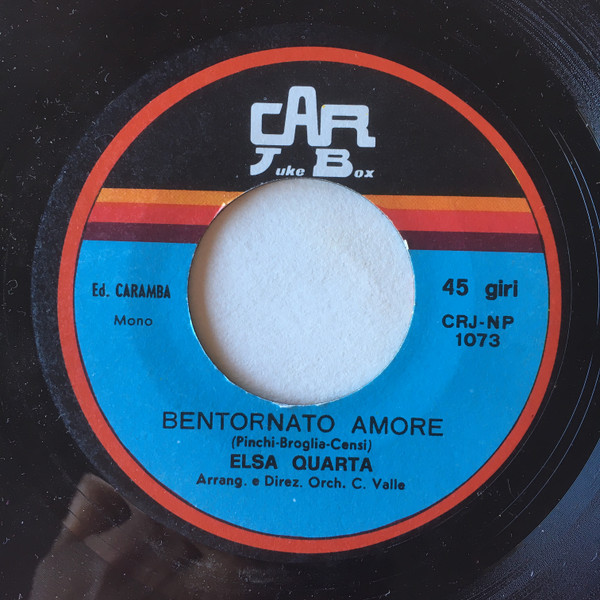 CAR
Juke Box
Ed. CARAMBA
Mono
45 giri
CRJ-NP
1073
BENTORNATO AMORE
(Pinchi-Broglia-Censi)
ELSA QUARTA
Arrang. e Direz. Orch. C. Valle